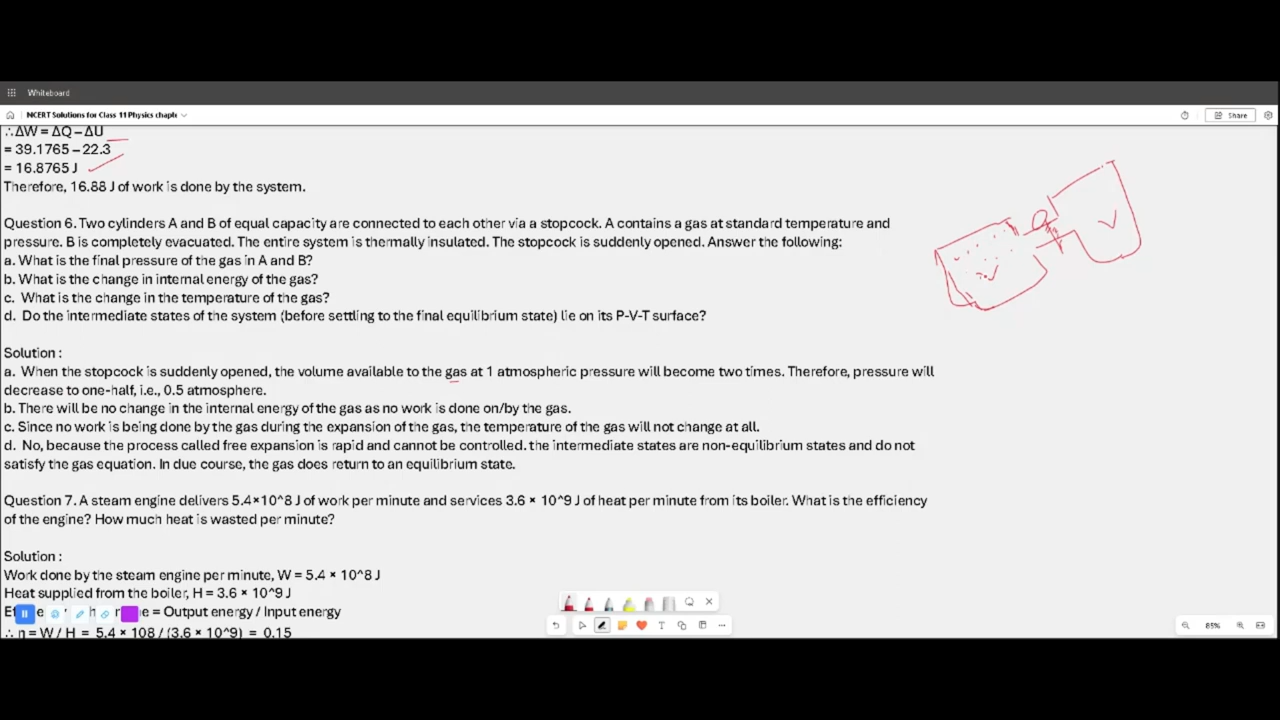 Whiteboard
NCERT Solutions for Class 11 Physics chapte
Share
∴ΔW = ΔQ – ΔU
= 39.1765 – 22.3
= 16.8765 J
Therefore, 16.88 J of work is done by the system.
Question 6. Two cylinders A and B of equal capacity are connected to each other via a stopcock. A contains a gas at standard temperature and
pressure. B is completely evacuated. The entire system is thermally insulated. The stopcock is suddenly opened. Answer the following:
a. What is the final pressure of the gas in A and B?
b. What is the change in internal energy of the gas?
c. What is the change in the temperature of the gas?
d. Do the intermediate states of the system (before settling to the final equilibrium state) lie on its P-V-T surface?
V
V
Solution :
a. When the stopcock is suddenly opened, the volume available to the gas at 1 atmospheric pressure will become two times. Therefore, pressure will
decrease to one-half, i.e., 0.5 atmosphere.
b. There will be no change in the internal energy of the gas as no work is done on/by the gas.
c. Since no work is being done by the gas during the expansion of the gas, the temperature of the gas will not change at all.
d. No, because the process called free expansion is rapid and cannot be controlled. the intermediate states are non-equilibrium states and do not
satisfy the gas equation. In due course, the gas does return to an equilibrium state.
Question 7. A steam engine delivers 5.4×10^8 J of work per minute and services 3.6 × 10^9 J of heat per minute from its boiler. What is the efficiency
of the engine? How much heat is wasted per minute?
Solution :
Work done by the steam engine per minute, W = 5.4 × 10^8 J
Heat supplied from the boiler, H = 3.6 × 10^9 J
e = Output energy / Input energy
∴ η = W / H = 5.4 × 108 / (3.6 × 10^9) = 0.15
85%